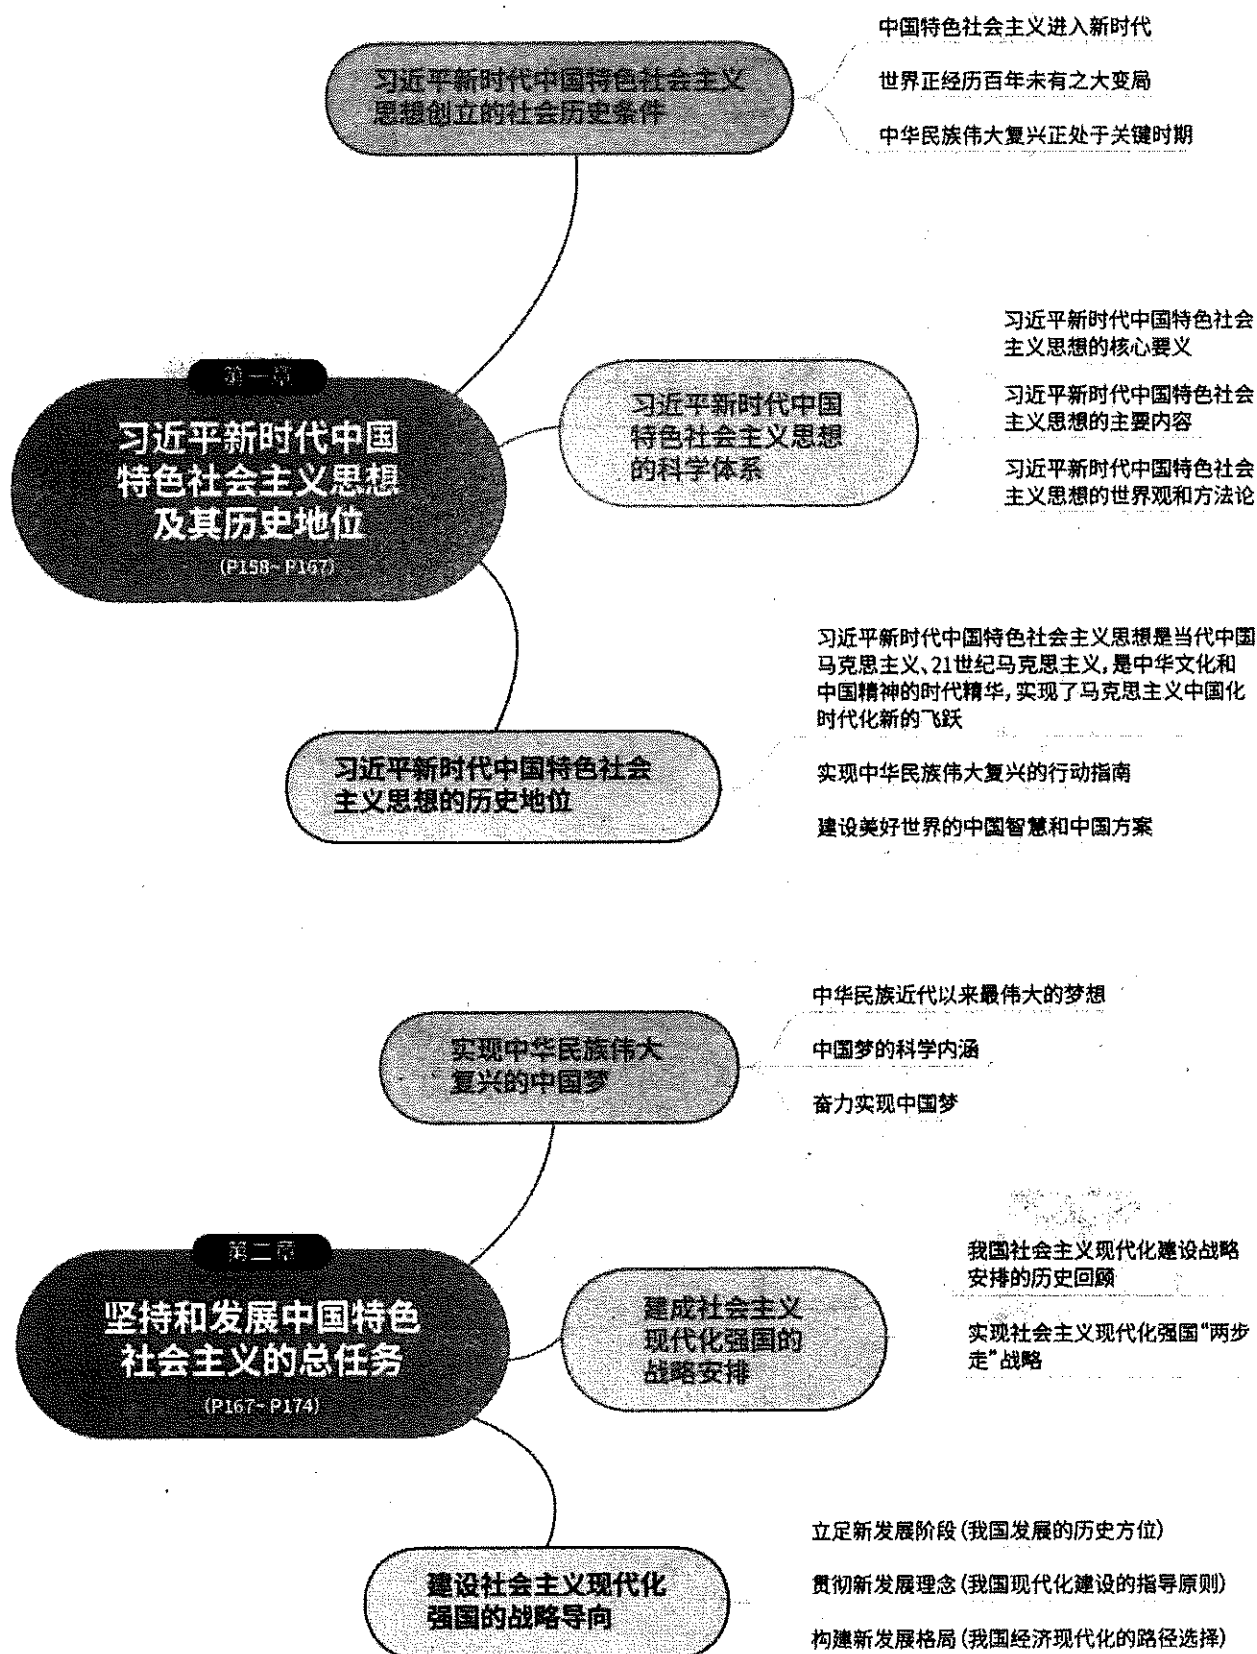 习近平新时代中国特色社会主义
思想创立的社会历史条件
中国特色社会主义进入新时代
世界正经历百年未有之大变局
中华民族伟大复兴正处于关键时期
第一章
习近平新时代中国
特色社会主义思想
及其历史地位
(P158~P167)
习近平新时代中国
特色社会主义思想
的科学体系
习近平新时代中国特色社会
主义思想的核心要义
习近平新时代中国特色社会
主义思想的主要内容
习近平新时代中国特色社会
主义思想的世界观和方法论
习近平新时代中国特色社会
主义思想的历史地位
习近平新时代中国特色社会主义思想是当代中国
马克思主义、21世纪马克思主义,是中华文化和
中国精神的时代精华,实现了马克思主义中国化
时代化新的飞跃
实现中华民族伟大复兴的行动指南
建设美好世界的中国智慧和中国方案
实现中华民族伟大
复兴的中国梦
中华民族近代以来最伟大的梦想
中国梦的科学内涵
奋力实现中国梦
第二章
坚持和发展中国特色
社会主义的总任务
(P167~P174)
建成社会主义
现代化强国的
战略安排
我国社会主义现代化建设战略
安排的历史回顾
实现社会主义现代化强国“两步
走”战略
建设社会主义现代化
强国的战略导向
立足新发展阶段(我国发展的历史方位)
贯彻新发展理念(我国现代化建设的指导原则)
构建新发展格局(我国经济现代化的路径选择)